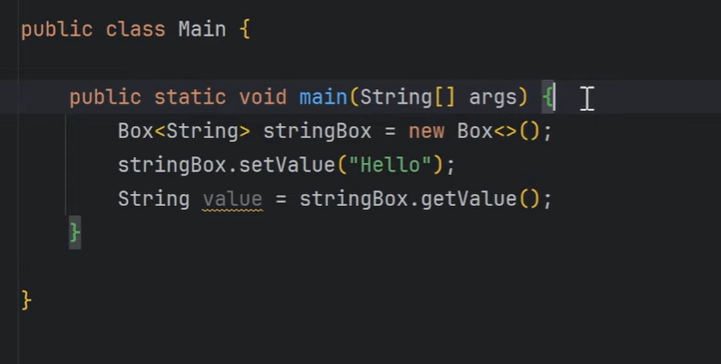 public class Main {
public static void main(String[] args) {
Box<String> stringBox = new Box<>();
stringBox.setValue("Hello");
String value = stringBox.getValue();
}
}